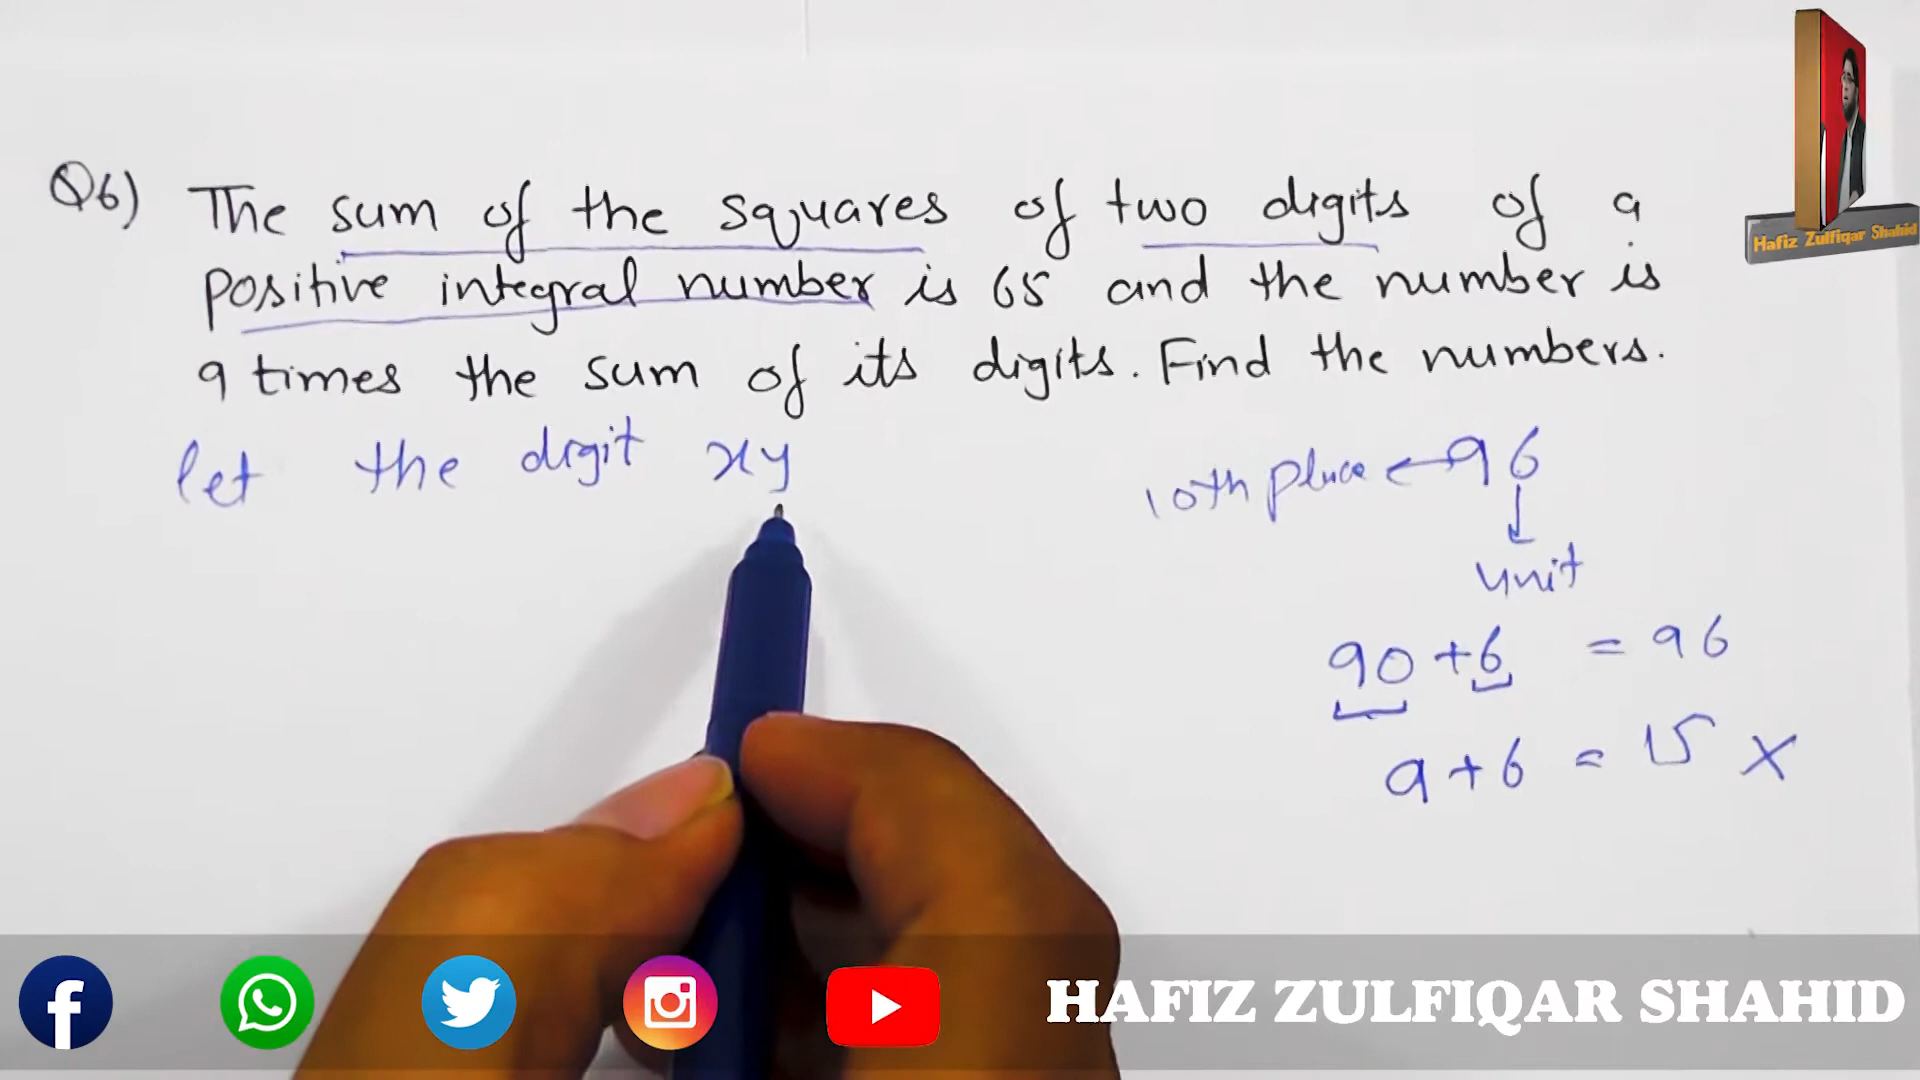 Q6) The sum of the squares of two digits of a
positive integral number is 65 and the number is
9 times the sum of its digits. Find the numbers.
let the digit xy
10th place ← 96
↓
unit
90 + 6 = 96
9 + 6 = 15 ×
Hafiz Zulfiqar Shahid
HAFIZ ZULFIQAR SHAHID